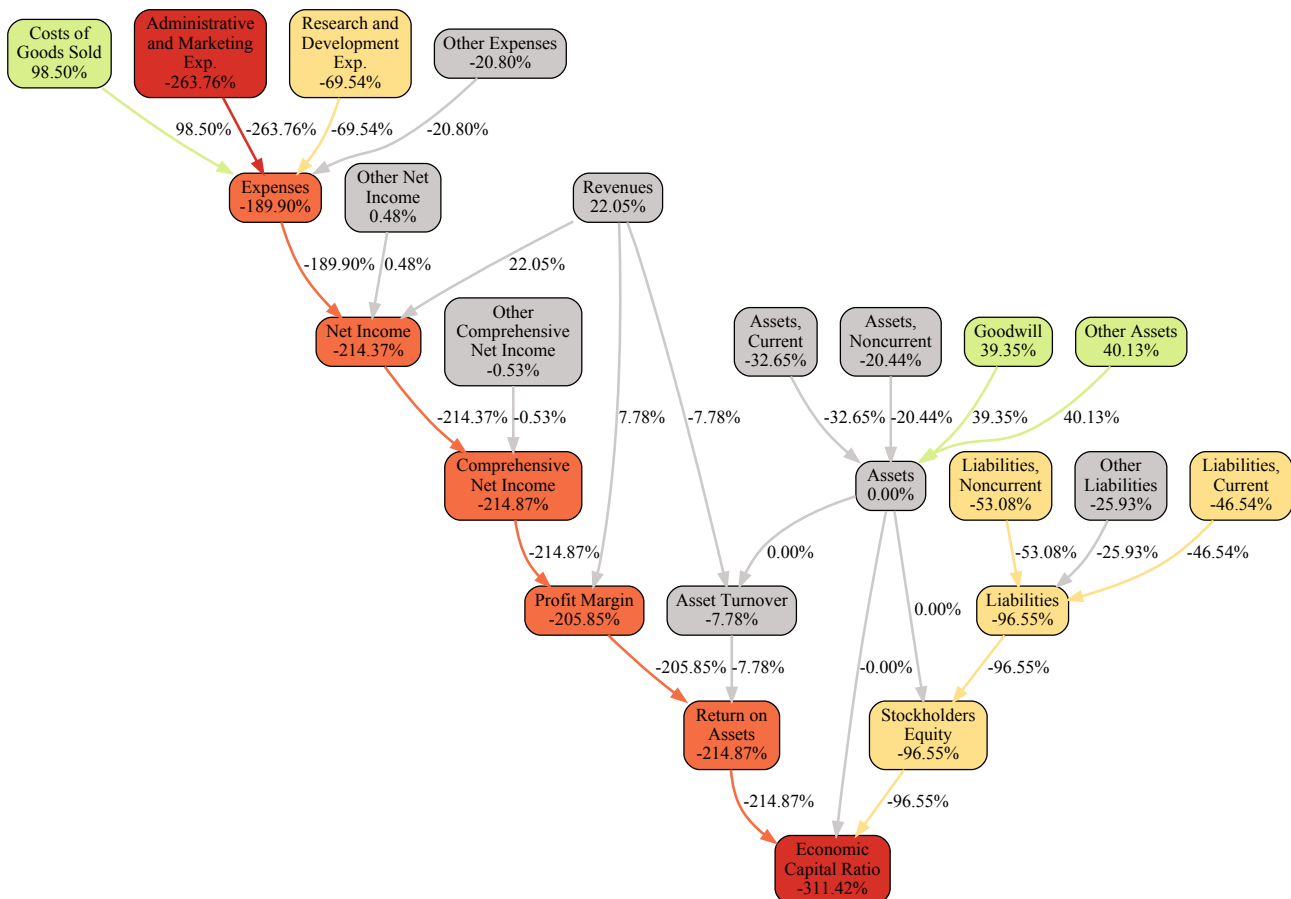 Costs of
Goods Sold
98.50%
Administrative
and Marketing
Exp.
-263.76%
Research and
Development
Exp.
-69.54%
Other Expenses
-20.80%
98.50%
-263.76%
-69.54%
-20.80%
Expenses
-189.90%
Other Net
Income
0.48%
Revenues
22.05%
-189.90%
0.48%
22.05%
Net Income
-214.37%
Other
Comprehensive
Net Income
-0.53%
Assets,
Current
-32.65%
Assets,
Noncurrent
-20.44%
Goodwill
39.35%
Other Assets
40.13%
-214.37%
-0.53%
7.78%
-7.78%
-32.65%
-20.44%
39.35%
40.13%
Comprehensive
Net Income
-214.87%
Assets
0.00%
Liabilities,
Noncurrent
-53.08%
Other
Liabilities
-25.93%
Liabilities,
Current
-46.54%
-214.87%
0.00%
-53.08%
-25.93%
-46.54%
Profit Margin
-205.85%
Asset Turnover
-7.78%
0.00%
Liabilities
-96.55%
-205.85%
-7.78%
-0.00%
-96.55%
Return on
Assets
-214.87%
Stockholders
Equity
-96.55%
-214.87%
-96.55%
Economic
Capital Ratio
-311.42%